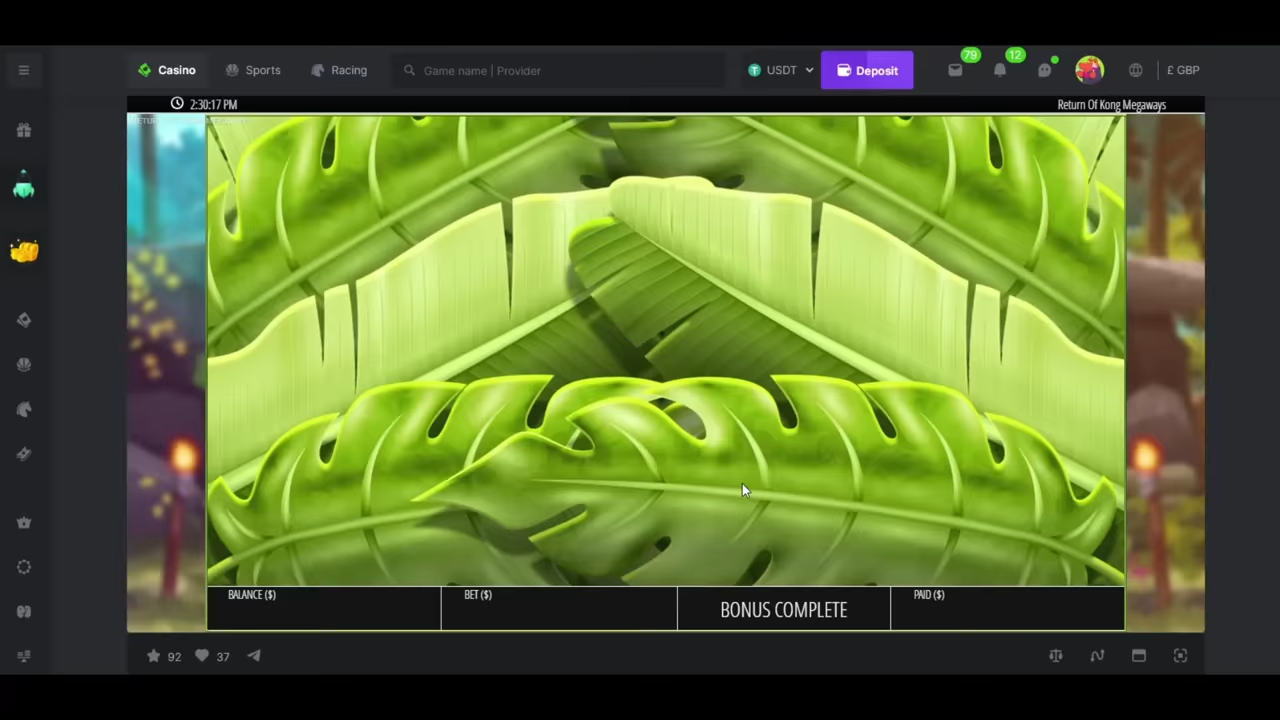 Casino
Sports
Racing
Game name | Provider
USDT
Deposit
79
12
£ GBP
2:30:17 PM
Return Of Kong Megaways
BALANCE ($)
BET ($)
BONUS COMPLETE
PAID ($)
92
37